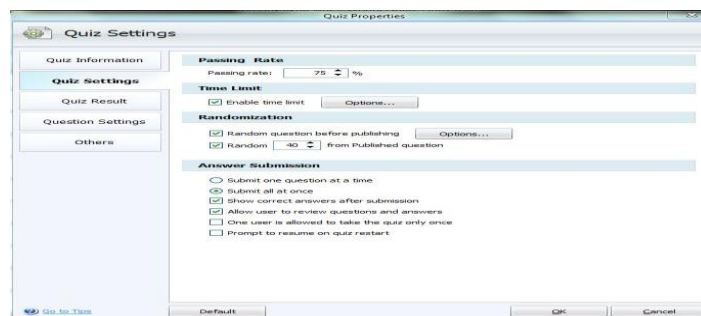 Quiz Properties
Quiz Settings
Quiz Information
Quiz Settings
Quiz Result
Question Settings
Others
Passing Rate
Passing rate: 75 %
Time Limit
Enable time limit Options...
Randomization
Random question before publishing Options...
Random 40 from Published question
Answer Submission
Submit one question at a time
Submit all at once
Show correct answers after submission
Allow user to review questions and answers
One user is allowed to take the quiz only once
Prompt to resume on quiz restart
Go to Tips Default OK Cancel